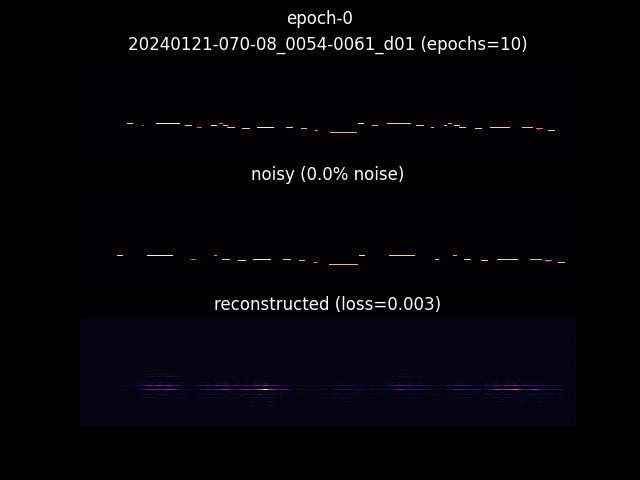 epoch-0
20240121-070-08_0054-0061_d01 (epochs=10)
noisy (0.0% noise)
reconstructed (loss=0.003)